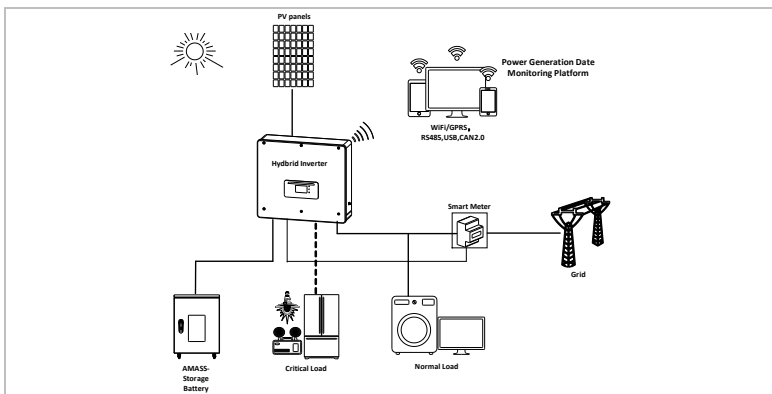 PV panels
Power Generation Date
Monitoring Platform
WiFi/GPRS,
RS485,USB,CAN2.0
Hydbrid Inverter
Smart Meter
Grid
AMASS-
Storage
Battery
Critical Load
Normal Load